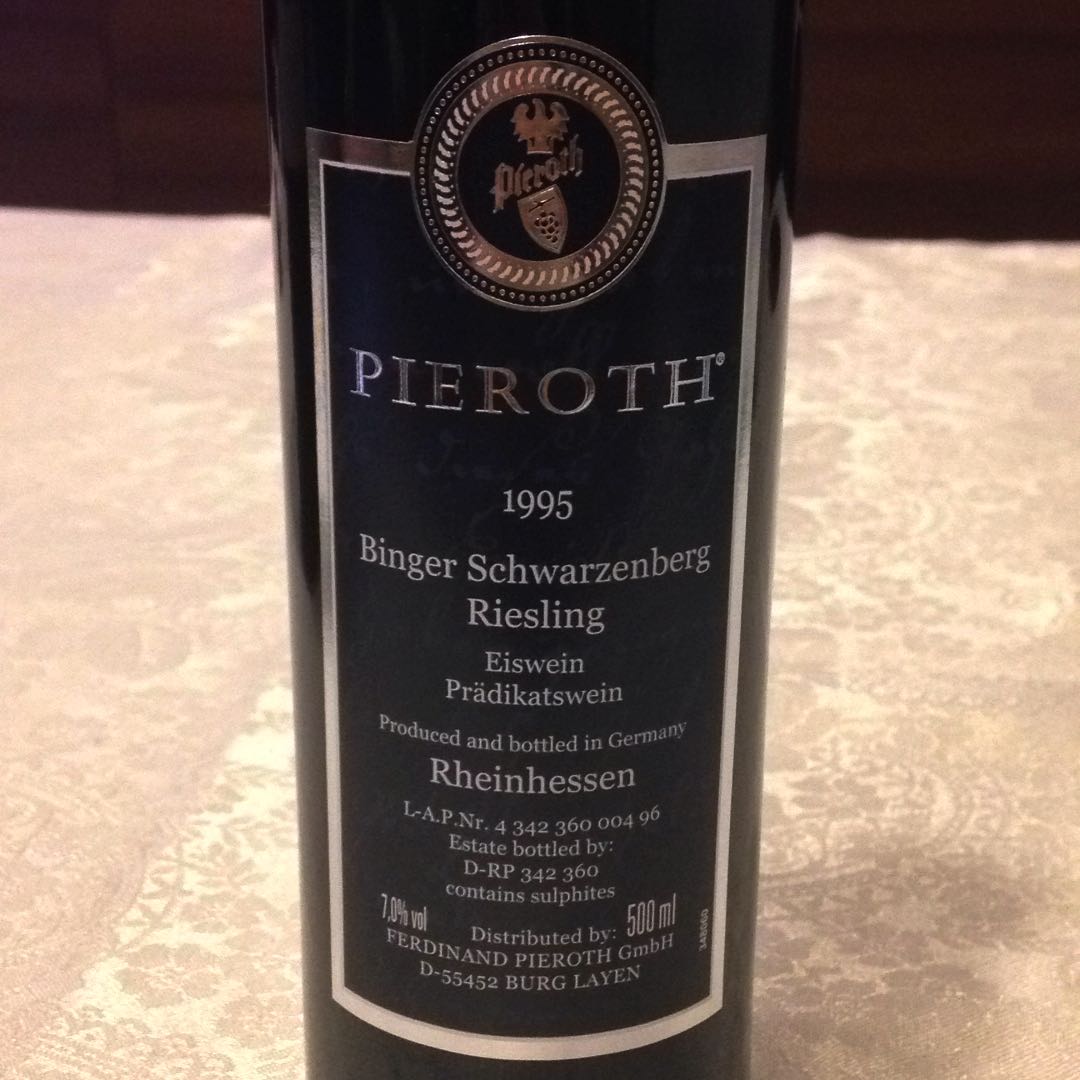 Pieroth
PIEROTH®
1995
Binger Schwarzenberg
Riesling
Eiswein
Prädikatswein
Produced and bottled in Germany
Rheinhessen
L-A.P.Nr. 4 342 360 004 96
Estate bottled by:
D-RP 342 360
contains sulphites
7,0% vol
500 ml
Distributed by:
FERDINAND PIEROTH GmbH
D-55452 BURG LAYEN
348060